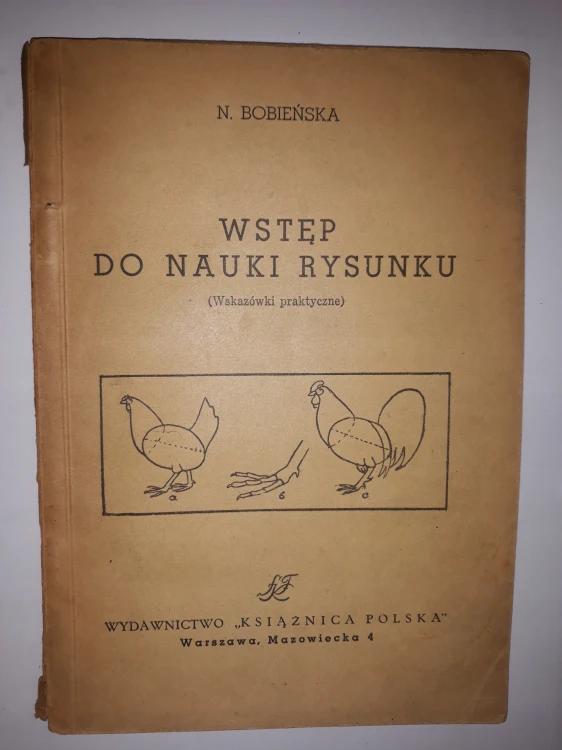 N. BOBIEŃSKA
WSTĘP
DO NAUKI RYSUNKU
(Wskazówki praktyczne)
a
b
c
WYDAWNICTWO „KSIĄŻNICA POLSKA”
Warszawa, Mazowiecka 4